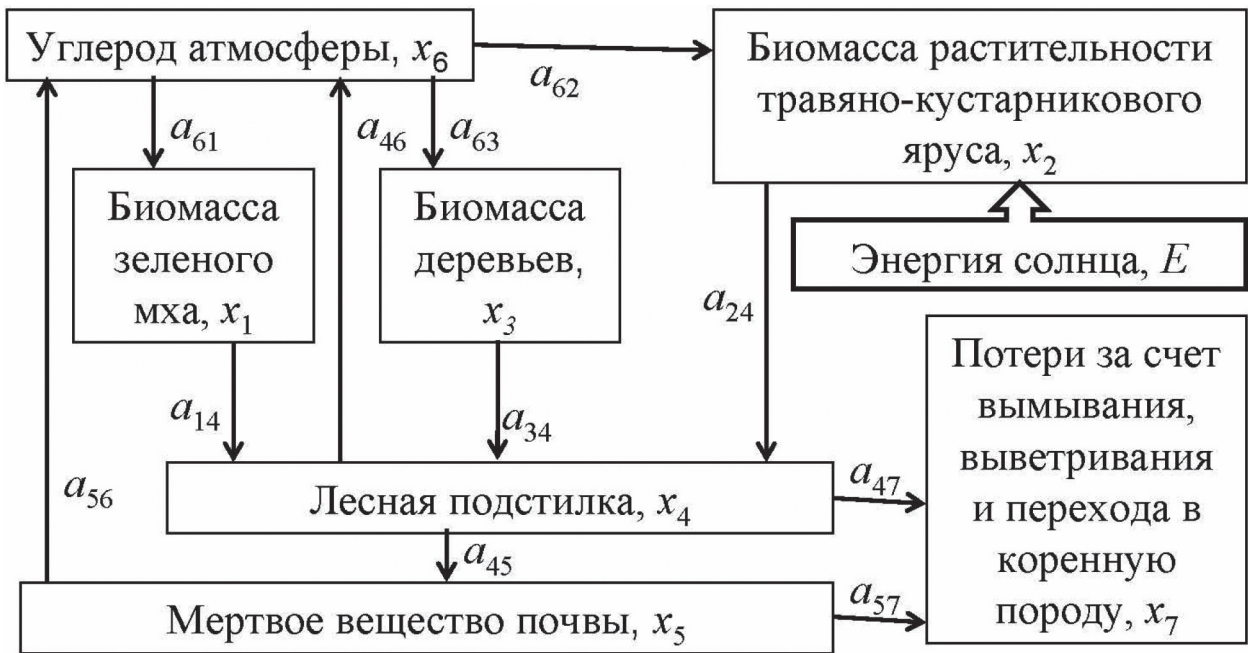 Углерод атмосферы, x₆
a₆₂
Биомасса растительности
травяно-кустарникового
яруса, x₂
a₆₁
a₄₆
a₆₃
Биомасса
зеленого
мха, x₁
Биомасса
деревьев,
x₃
Энергия солнца, E
a₂₄
Потери за счет
вымывания,
выветривания
и перехода в
коренную
породу, x₇
a₁₄
a₃₄
a₅₆
Лесная подстилка, x₄
a₄₇
a₄₅
Мертвое вещество почвы, x₅
a₅₇